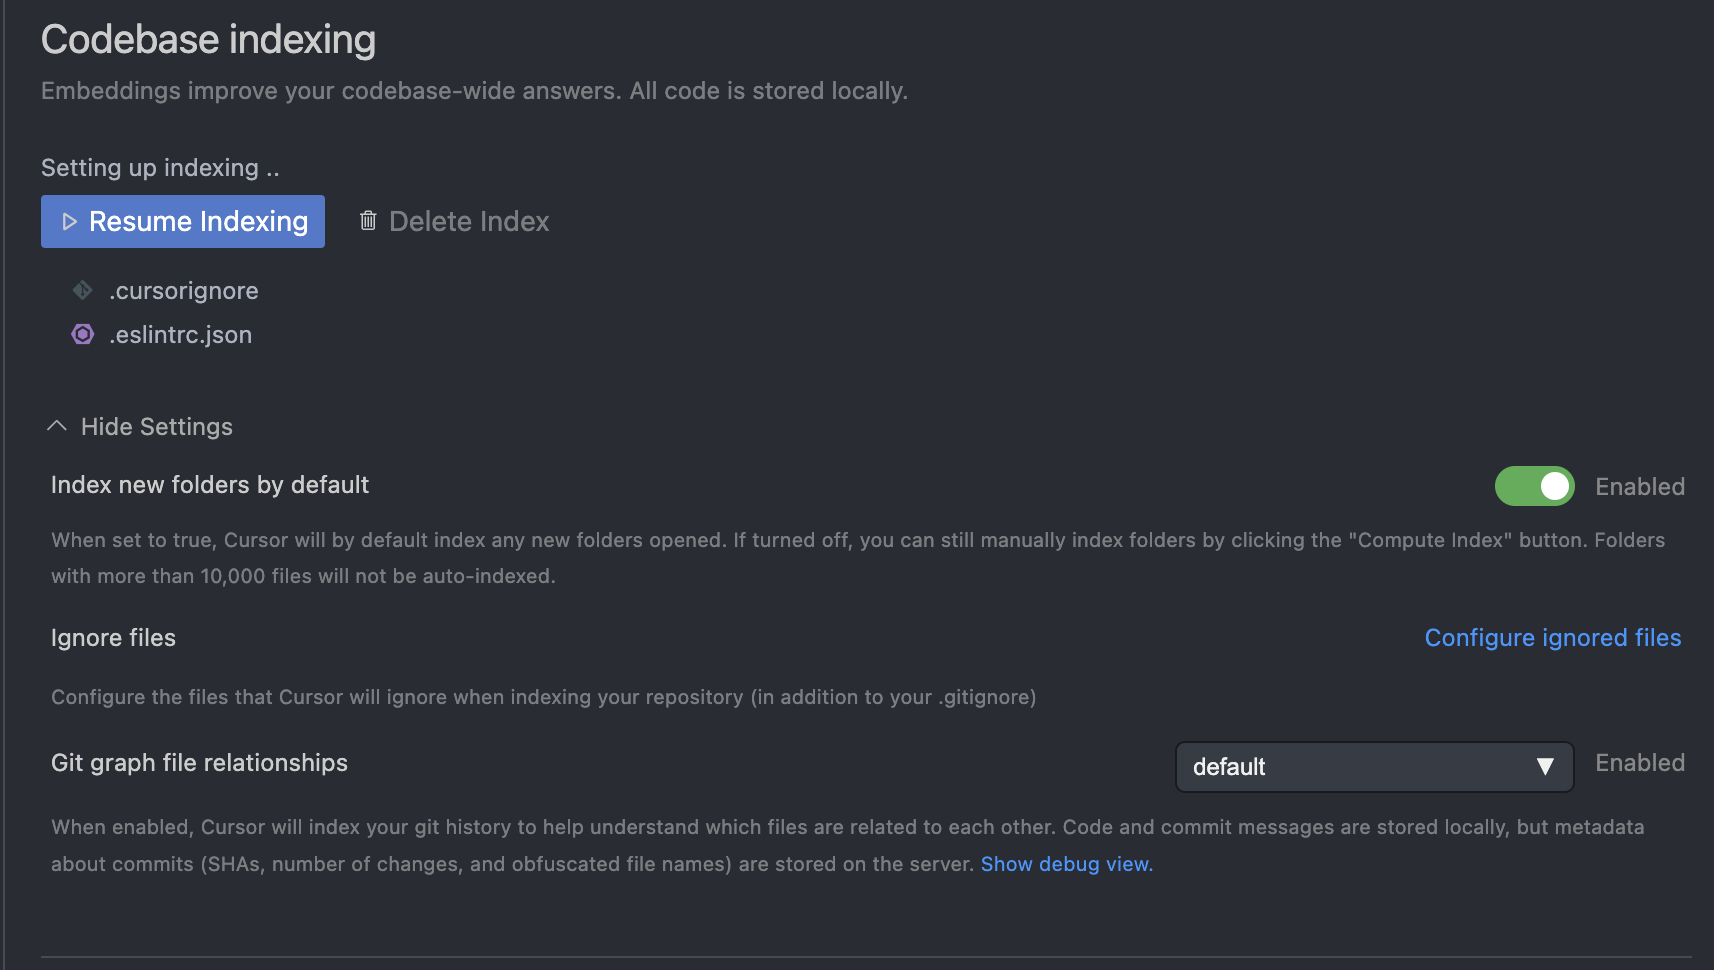 Codebase indexing
Embeddings improve your codebase-wide answers. All code is stored locally.
Setting up indexing ..
Resume Indexing
Delete Index
.cursorignore
.eslintrc.json
Hide Settings
Index new folders by default
Enabled
When set to true, Cursor will by default index any new folders opened. If turned off, you can still manually index folders by clicking the "Compute Index" button. Folders
with more than 10,000 files will not be auto-indexed.
Ignore files
Configure ignored files
Configure the files that Cursor will ignore when indexing your repository (in addition to your .gitignore)
Git graph file relationships
default
Enabled
When enabled, Cursor will index your git history to help understand which files are related to each other. Code and commit messages are stored locally, but metadata
about commits (SHAs, number of changes, and obfuscated file names) are stored on the server. Show debug view.